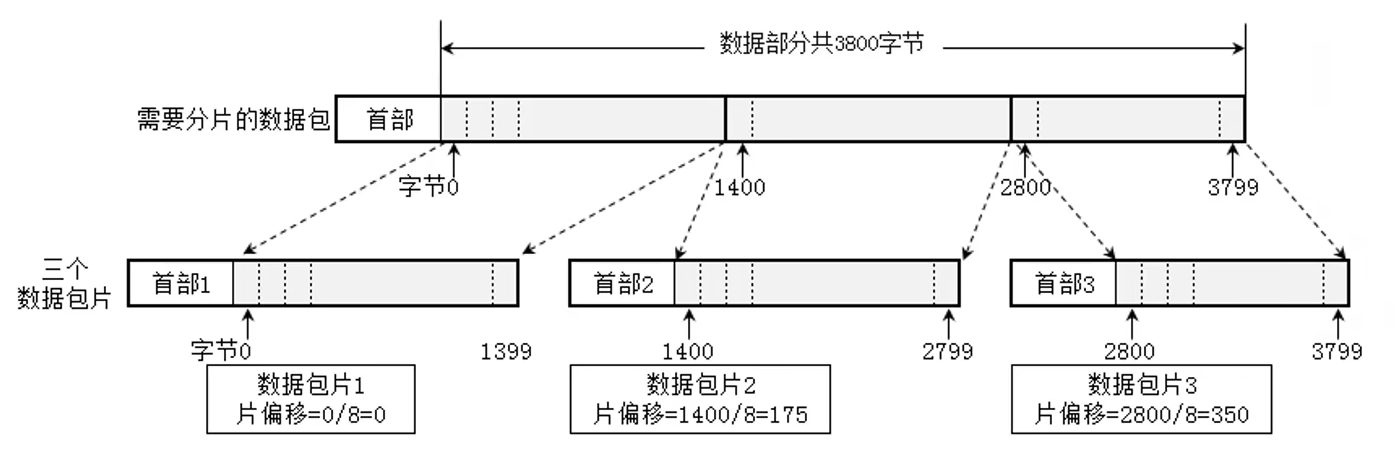 数据部分共3800字节
需要分片的数据包
首部
字节0
1400
2800
3799
三个
数据包片
首部1
首部2
首部3
字节0
1399
1400
2799
2800
3799
数据包片1
片偏移=0/8=0
数据包片2
片偏移=1400/8=175
数据包片3
片偏移=2800/8=350